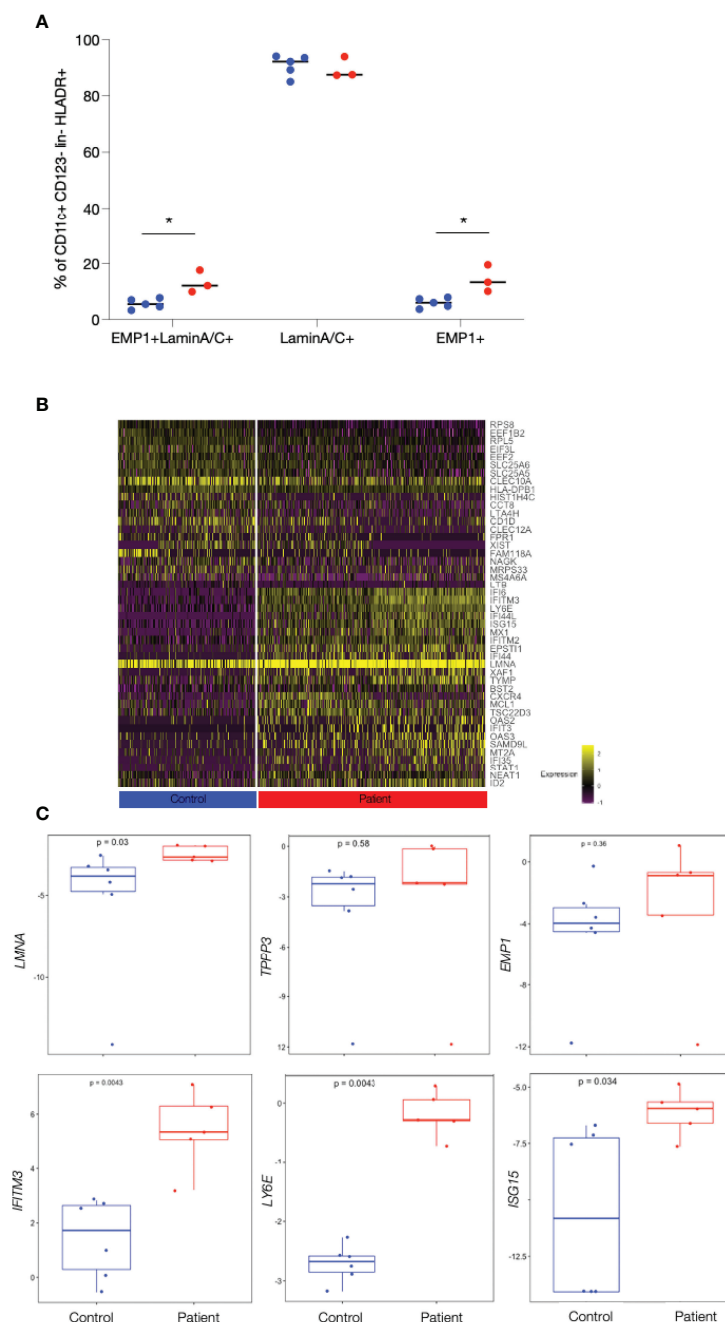 A
% of CD11c+ CD123- lin- HLADR+
100
80
60
40
20
0
*
*
EMP1+LaminA/C+
LaminA/C+
EMP1+
B
RPS8
EEF1B2
RPL5
EIF3L
EEF2
SLC25A6
SLC25A5
CLEC10A
HLA-DPB1
HIST1H4C
CCT8
LTA4H
CD1D
CLEC12A
FPR1
XIST
FAM118A
NAGK
MRPS33
MS4A6A
LTB
IFI6
IFITM3
LY6E
IFI44L
ISG15
MX1
IFITM2
EPSTI1
IFI44
LMNA
XAF1
TYMP
BST2
CXCR4
MCL1
TSC22D3
OAS2
IFIT3
OAS3
SAMD9L
MT2A
IFI35
STAT1
NEAT1
ID2
Expression
2
1
0
-1
Control
Patient
C
p = 0.03
LMNA
-5
-10
p = 0.58
TPPP3
0
-3
-6
-9
12
p = 0.36
EMP1
0
-4
-8
-12
p = 0.0043
IFITM3
6
4
2
0
Control
Patient
p = 0.0043
LY6E
0
-1
-2
-3
Control
Patient
p = 0.034
ISG15
-5.0
-7.5
-12.5
Control
Patient